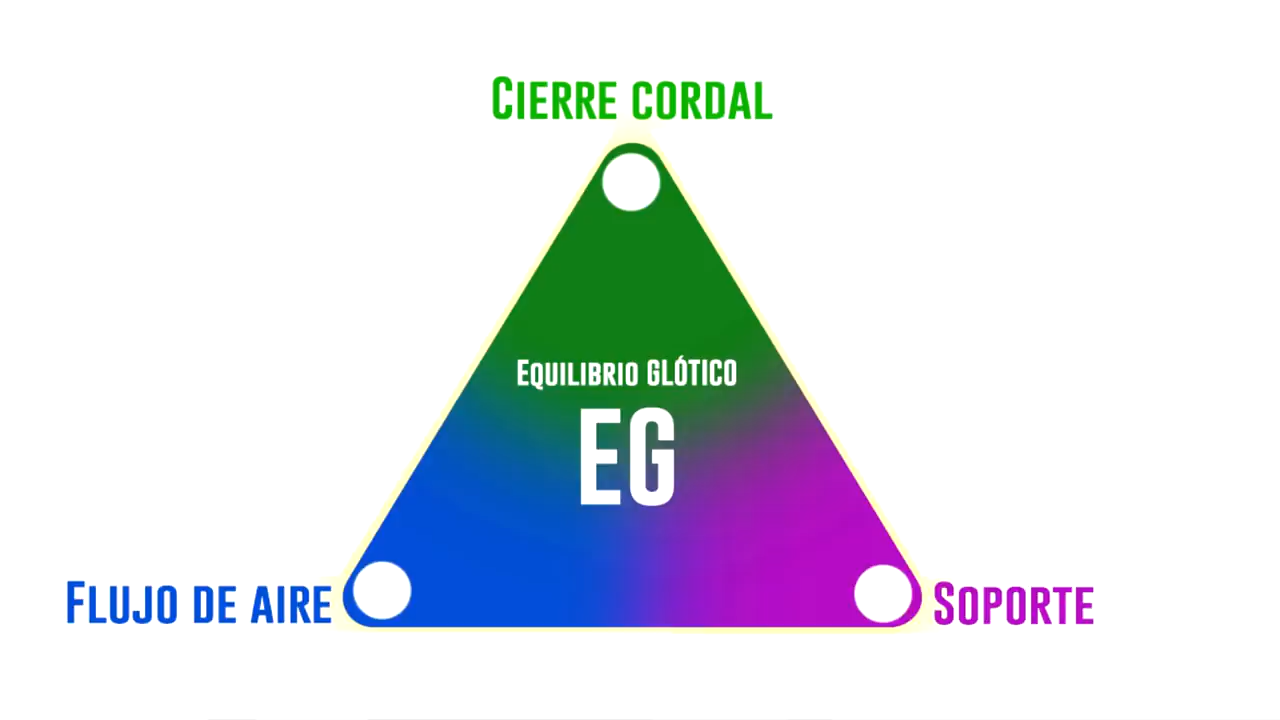 CIERRE CORDAL
EQUILIBRIO GLÓTICO
EG
FLUJO DE AIRE
SOPORTE